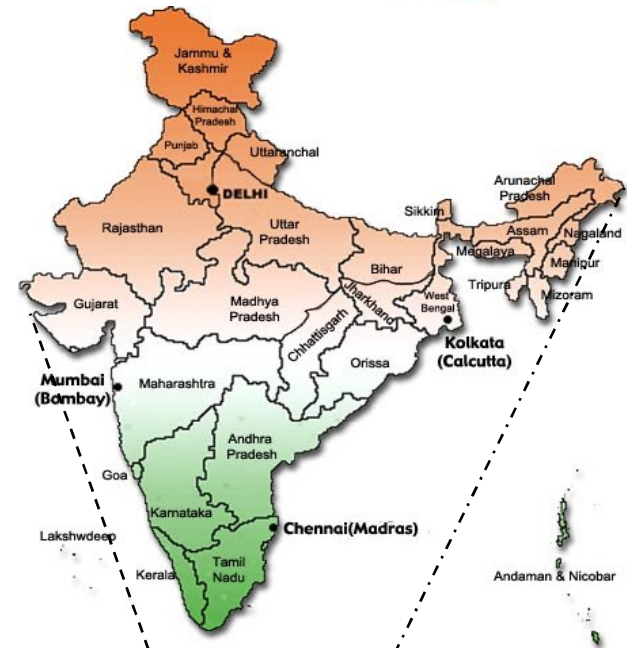 Jammu &
Kashmir
Himachal
Pradesh
Punjab
Uttaranchal
DELHI
Arunachal
Pradesh
Sikkim
Rajasthan
Uttar
Pradesh
Assam
Nagaland
Megalaya
Manipur
Bihar
Tripura
Mizoram
Gujarat
Madhya
Pradesh
Jharkhand
West
Bengal
Chhattisgarh
Kolkata
(Calcutta)
Orissa
Mumbai
(Bombay)
Maharashtra
Andhra
Pradesh
Goa
Karnataka
Chennai(Madras)
Lakshwdeep
Kerala
Tamil
Nadu
Andaman & Nicobar